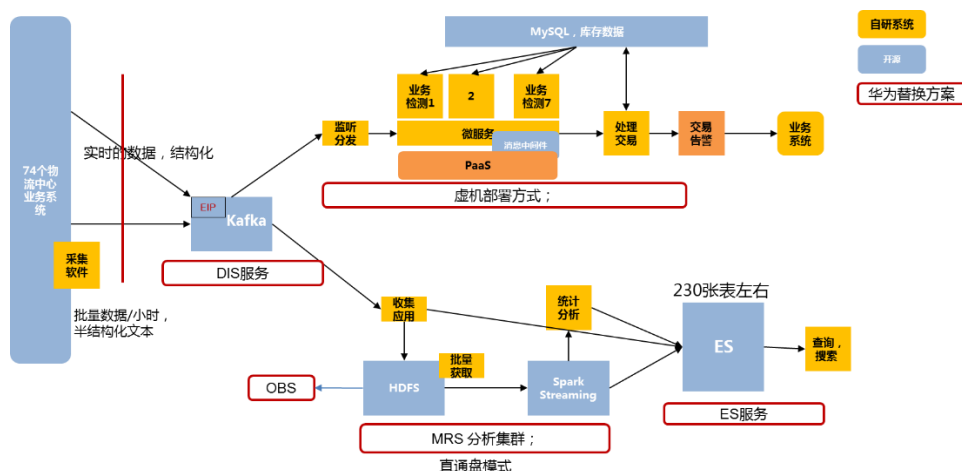 MySQL，库存数据
自研系统
开源
华为替换方案
业务
检测1
2
业务
检测7
监听
分发
微服务
消息中间件
PaaS
处理
交易
交易
告警
业务
系统
虚机部署方式；
实时的数据，结构化
74个物
流中心
业务系
统
EIP
Kafka
采集
软件
DIS服务
批量数据/小时，
半结构化文本
收集
应用
统计
分析
230张表左右
ES
查询，
搜索
批量
获取
HDFS
OBS
Spark
Streaming
ES服务
MRS 分析集群；
直通盘模式